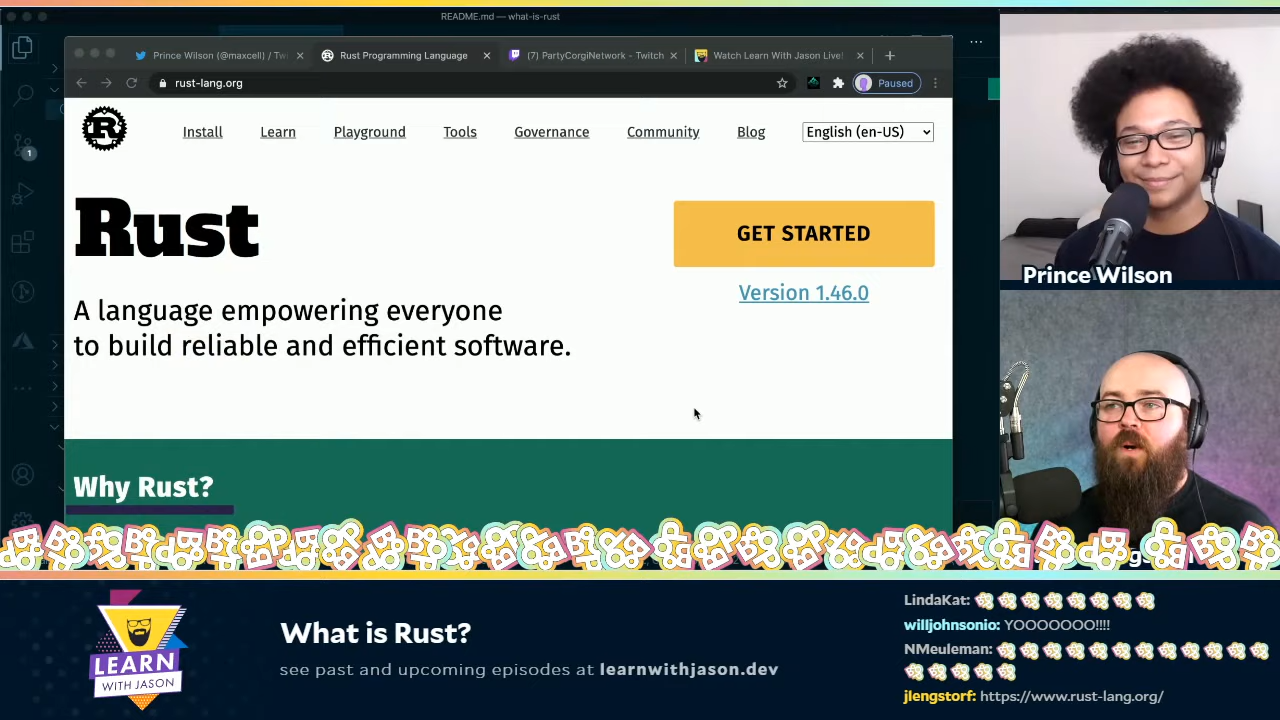 README.md — what-is-rust
Prince Wilson (@maxcell) / Tw
Rust Programming Language
(7) PartyCorgiNetwork - Twitch
Watch Learn With Jason Live!
rust-lang.org
Paused
1
R
Install
Learn
Playground
Tools
Governance
Community
Blog
English (en-US)
Rust
GET STARTED
Version 1.46.0
A language empowering everyone
to build reliable and efficient software.
Why Rust?
Prince Wilson
LEARN
WITH JASON
What is Rust?
see past and upcoming episodes at learnwithjason.dev
LindaKat:
willjohnsonio: YOOOOOOO!!!!
NMeuleman:
jlengstorf: https://www.rust-lang.org/